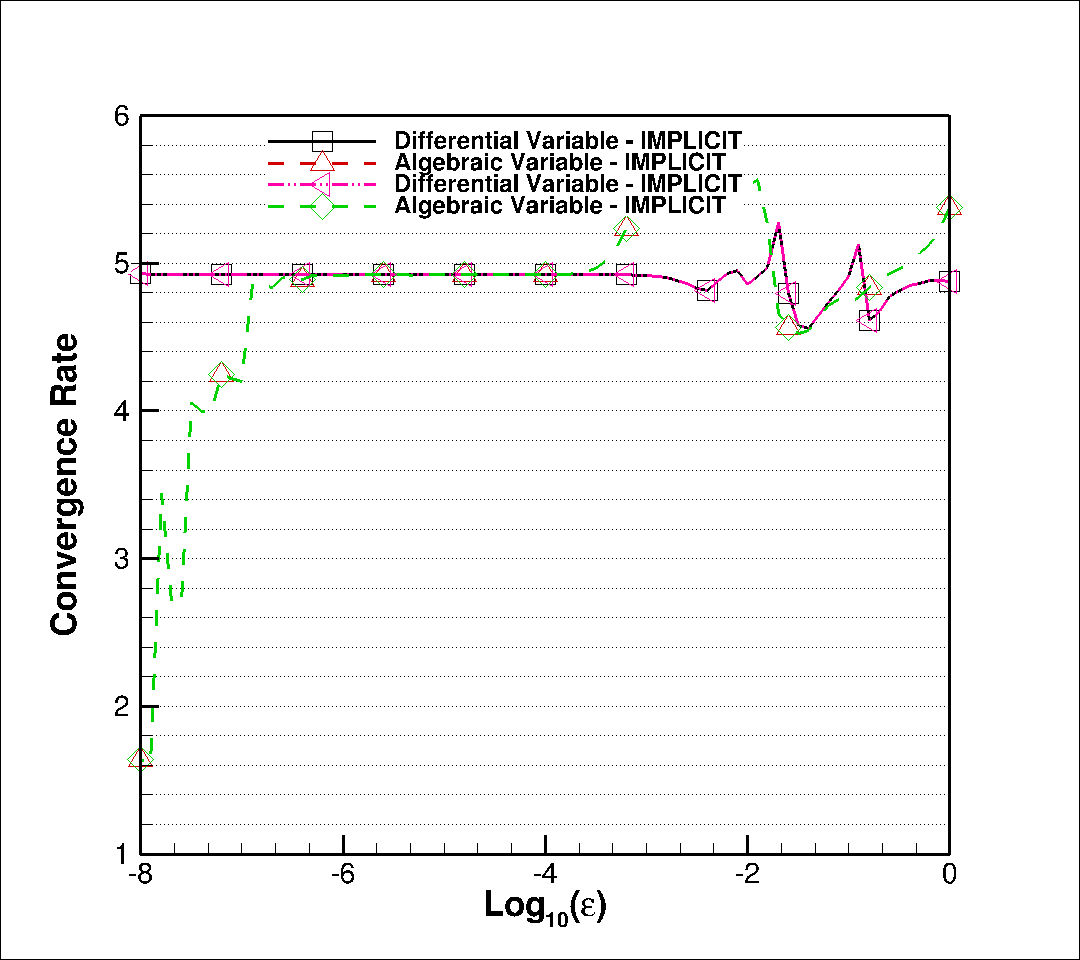 6
Differential Variable - IMPLICIT
Algebraic Variable - IMPLICIT
Differential Variable - IMPLICIT
Algebraic Variable - IMPLICIT
5
4
3
2
1
Convergence Rate
-8 -6 -4 -2 0
Log10(ε)